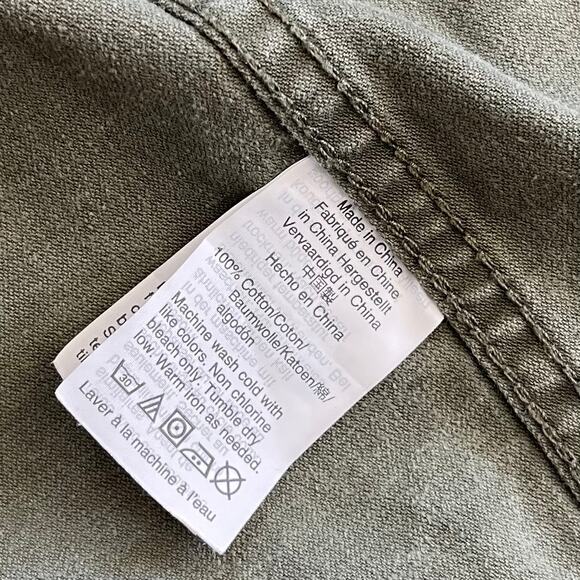 Made in China
Fabriqué en Chine
in China Hergestellt
Vervaardigd in China
中国製
Hecho en China
100% Cotton/Coton/
Baumwolle/Katoen/綿/
algodón
Machine wash cold with
like colors. Non chlorine
bleach only. Tumble dry
low. Warm iron as needed.
30
Laver à la machine à l'eau